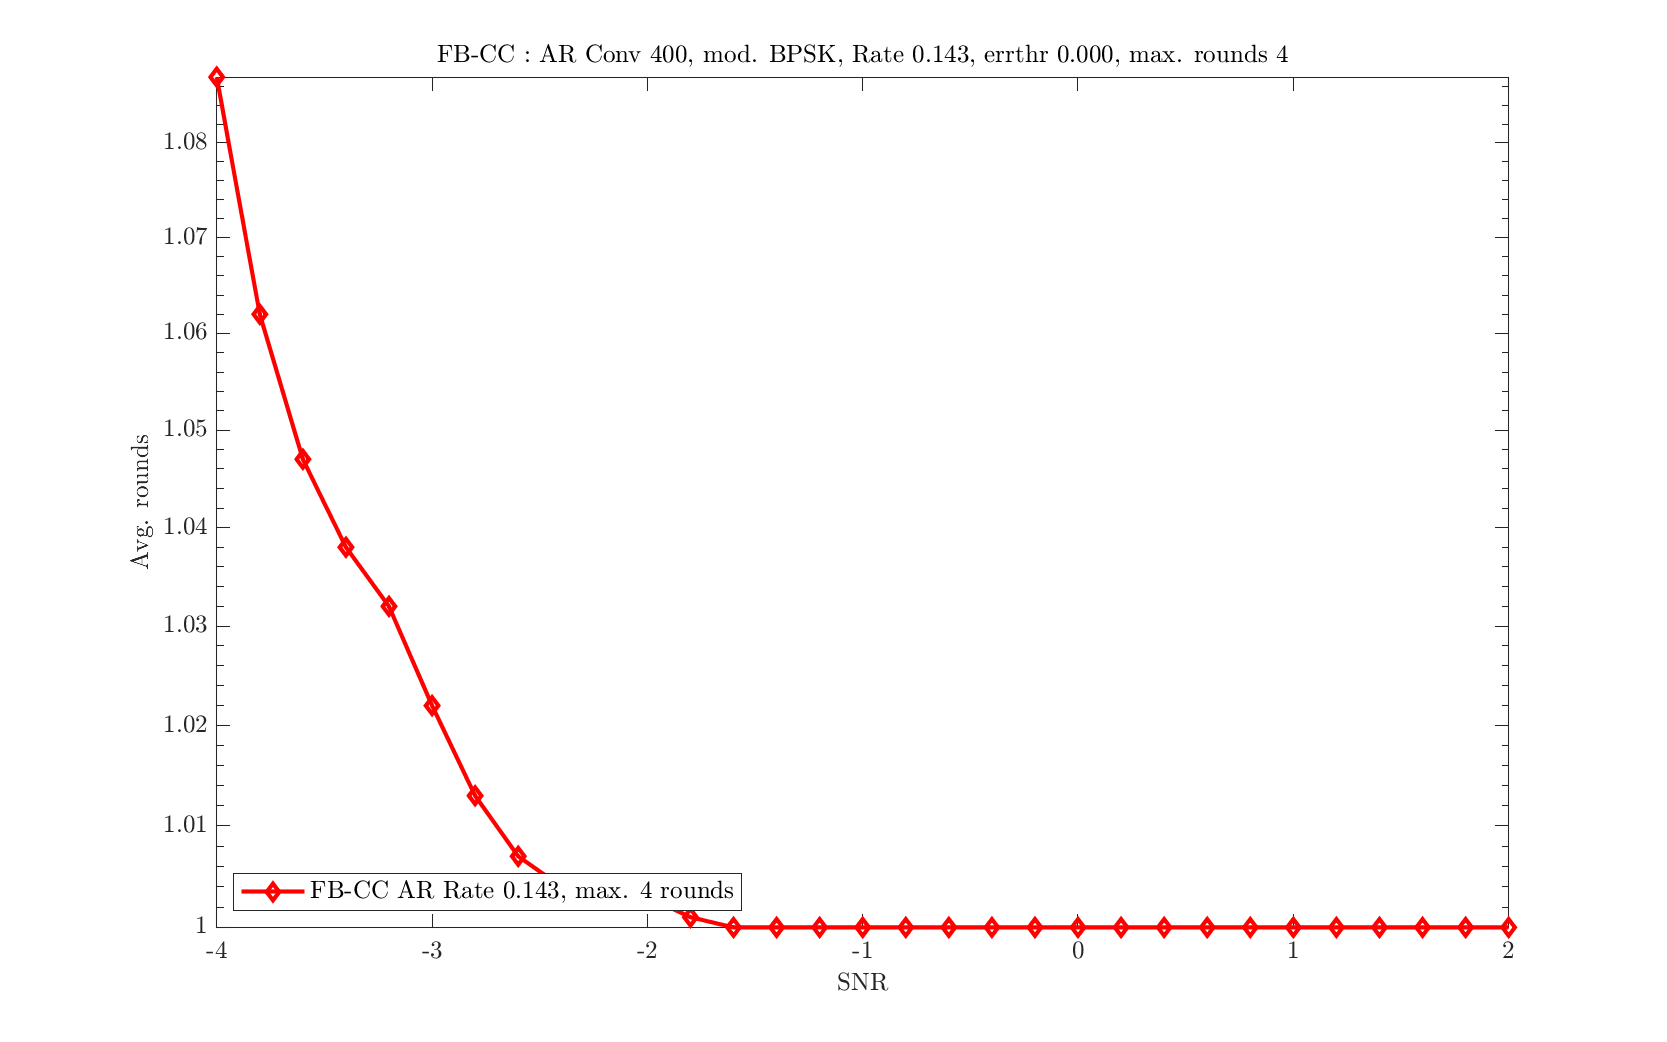 FB-CC : AR Conv 400, mod. BPSK, Rate 0.143, errthr 0.000, max. rounds 4
1.08
1.07
1.06
1.05
1.04
1.03
1.02
1.01
1
Avg. rounds
FB-CC AR Rate 0.143, max. 4 rounds
-4 -3 -2 -1 0 1 2
SNR